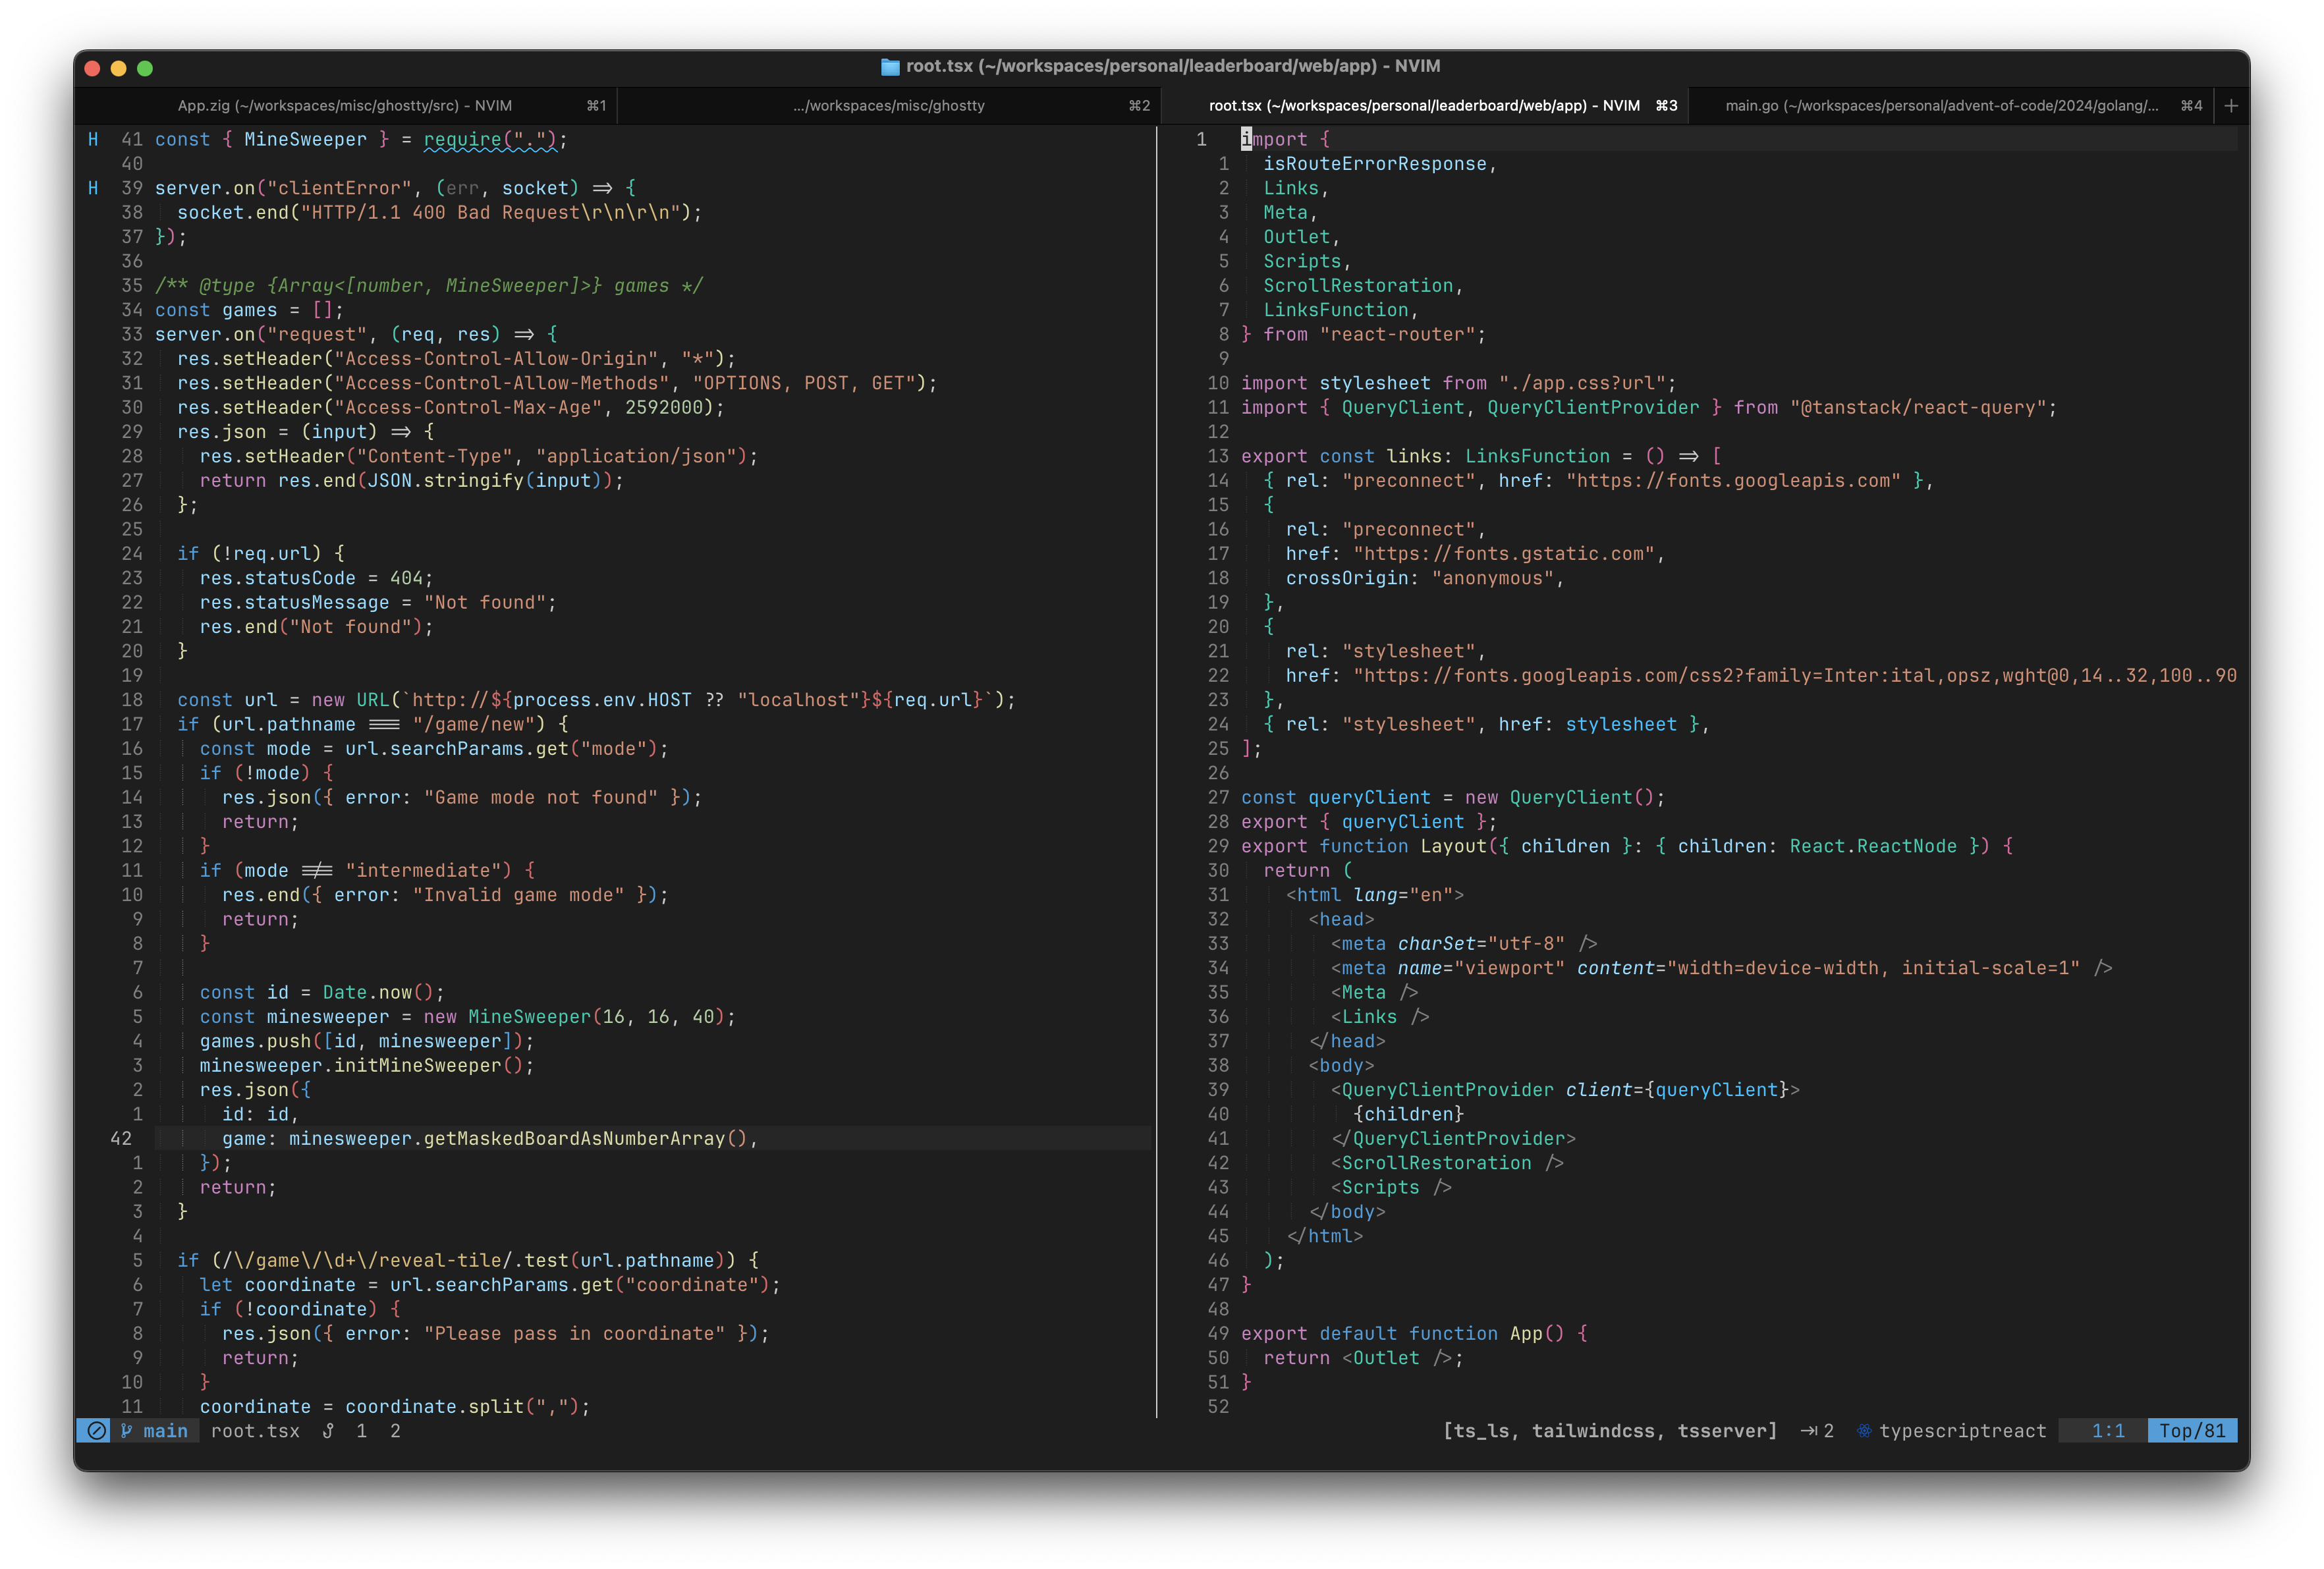 root.tsx (~/workspaces/personal/leaderboard/web/app) - NVIM
App.zig (~/workspaces/misc/ghostty/src) - NVIM ⌘1
.../workspaces/misc/ghostty ⌘2
root.tsx (~/workspaces/personal/leaderboard/web/app) - NVIM ⌘3
main.go (~/workspaces/personal/advent-of-code/2024/golang/... ⌘4 +
H 41 const { MineSweeper } = require(".");
40
H 39 server.on("clientError", (err, socket) => {
38   socket.end("HTTP/1.1 400 Bad Request\r\n\r\n");
37 });
36
35 /** @type {Array<[number, MineSweeper]>} games */
34 const games = [];
33 server.on("request", (req, res) => {
32   res.setHeader("Access-Control-Allow-Origin", "*");
31   res.setHeader("Access-Control-Allow-Methods", "OPTIONS, POST, GET");
30   res.setHeader("Access-Control-Max-Age", 2592000);
29   res.json = (input) => {
28     res.setHeader("Content-Type", "application/json");
27     return res.end(JSON.stringify(input));
26   };
25
24   if (!req.url) {
23     res.statusCode = 404;
22     res.statusMessage = "Not found";
21     res.end("Not found");
20   }
19
18   const url = new URL(`http://${process.env.HOST ?? "localhost"}${req.url}`);
17   if (url.pathname === "/game/new") {
16     const mode = url.searchParams.get("mode");
15     if (!mode) {
14       res.json({ error: "Game mode not found" });
13       return;
12     }
11     if (mode !== "intermediate") {
10       res.end({ error: "Invalid game mode" });
9       return;
8     }
7
6     const id = Date.now();
5     const minesweeper = new MineSweeper(16, 16, 40);
4     games.push([id, minesweeper]);
3     minesweeper.initMineSweeper();
2     res.json({
1       id: id,
42       game: minesweeper.getMaskedBoardAsNumberArray(),
1     });
2     return;
3   }
4
5   if (/\/game\/\d+\/reveal-tile/.test(url.pathname)) {
6     let coordinate = url.searchParams.get("coordinate");
7     if (!coordinate) {
8       res.json({ error: "Please pass in coordinate" });
9       return;
10     }
11     coordinate = coordinate.split(",");
1 import {
1   isRouteErrorResponse,
2   Links,
3   Meta,
4   Outlet,
5   Scripts,
6   ScrollRestoration,
7   LinksFunction,
8 } from "react-router";
9
10 import stylesheet from "./app.css?url";
11 import { QueryClient, QueryClientProvider } from "@tanstack/react-query";
12
13 export const links: LinksFunction = () => [
14   { rel: "preconnect", href: "https://fonts.googleapis.com" },
15   {
16     rel: "preconnect",
17     href: "https://fonts.gstatic.com",
18     crossOrigin: "anonymous",
19   },
20   {
21     rel: "stylesheet",
22     href: "https://fonts.googleapis.com/css2?family=Inter:ital,opsz,wght@0,14..32,100..90
23   },
24   { rel: "stylesheet", href: stylesheet },
25 ];
26
27 const queryClient = new QueryClient();
28 export { queryClient };
29 export function Layout({ children }: { children: React.ReactNode }) {
30   return (
31     <html lang="en">
32       <head>
33         <meta charSet="utf-8" />
34         <meta name="viewport" content="width=device-width, initial-scale=1" />
35         <Meta />
36         <Links />
37       </head>
38       <body>
39         <QueryClientProvider client={queryClient}>
40           {children}
41         </QueryClientProvider>
42         <ScrollRestoration />
43         <Scripts />
44       </body>
45     </html>
46   );
47 }
48
49 export default function App() {
50   return <Outlet />;
51 }
52
main root.tsx 1 2
[ts_ls, tailwindcss, tsserver] 2 typescriptreact 1:1 Top/81